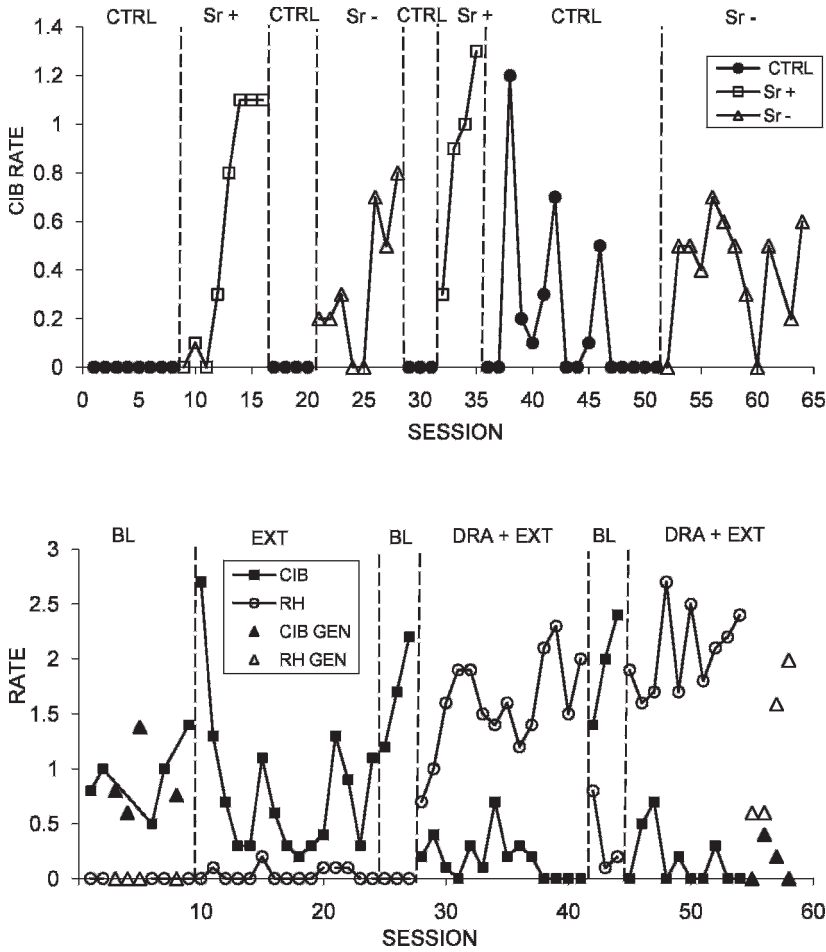 CTRL Sr + CTRL Sr - CTRL Sr + CTRL Sr -
1.4
1.2
1
0.8
0.6
0.4
0.2
0
CIB RATE
CTRL
Sr +
Sr -
0 5 10 15 20 25 30 35 40 45 50 55 60 65
SESSION
BL EXT BL DRA + EXT BL DRA + EXT
3
2.5
2
1.5
1
0.5
0
RATE
CIB
RH
CIB GEN
RH GEN
10 20 30 40 50 60
SESSION